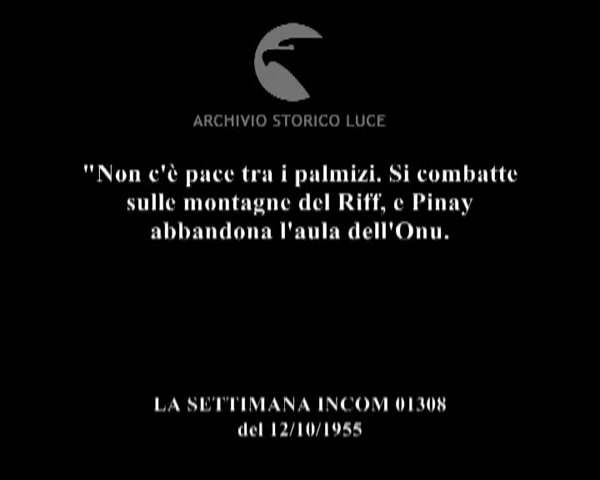 ARCHIVIO STORICO LUCE
"Non c'è pace tra i palmizi. Si combatte
sulle montagne del Riff, e Pinay
abbandona l'aula dell'Onu.
LA SETTIMANA INCOM 01308
del 12/10/1955